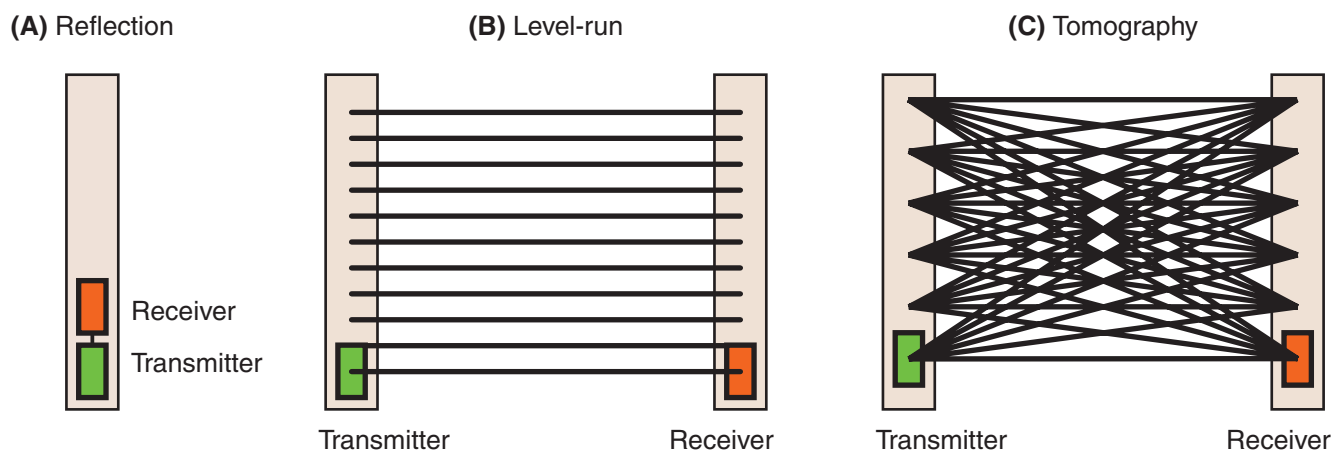 (A) Reflection
(B) Level-run
(C) Tomography
Receiver
Transmitter
Transmitter
Receiver
Transmitter
Receiver